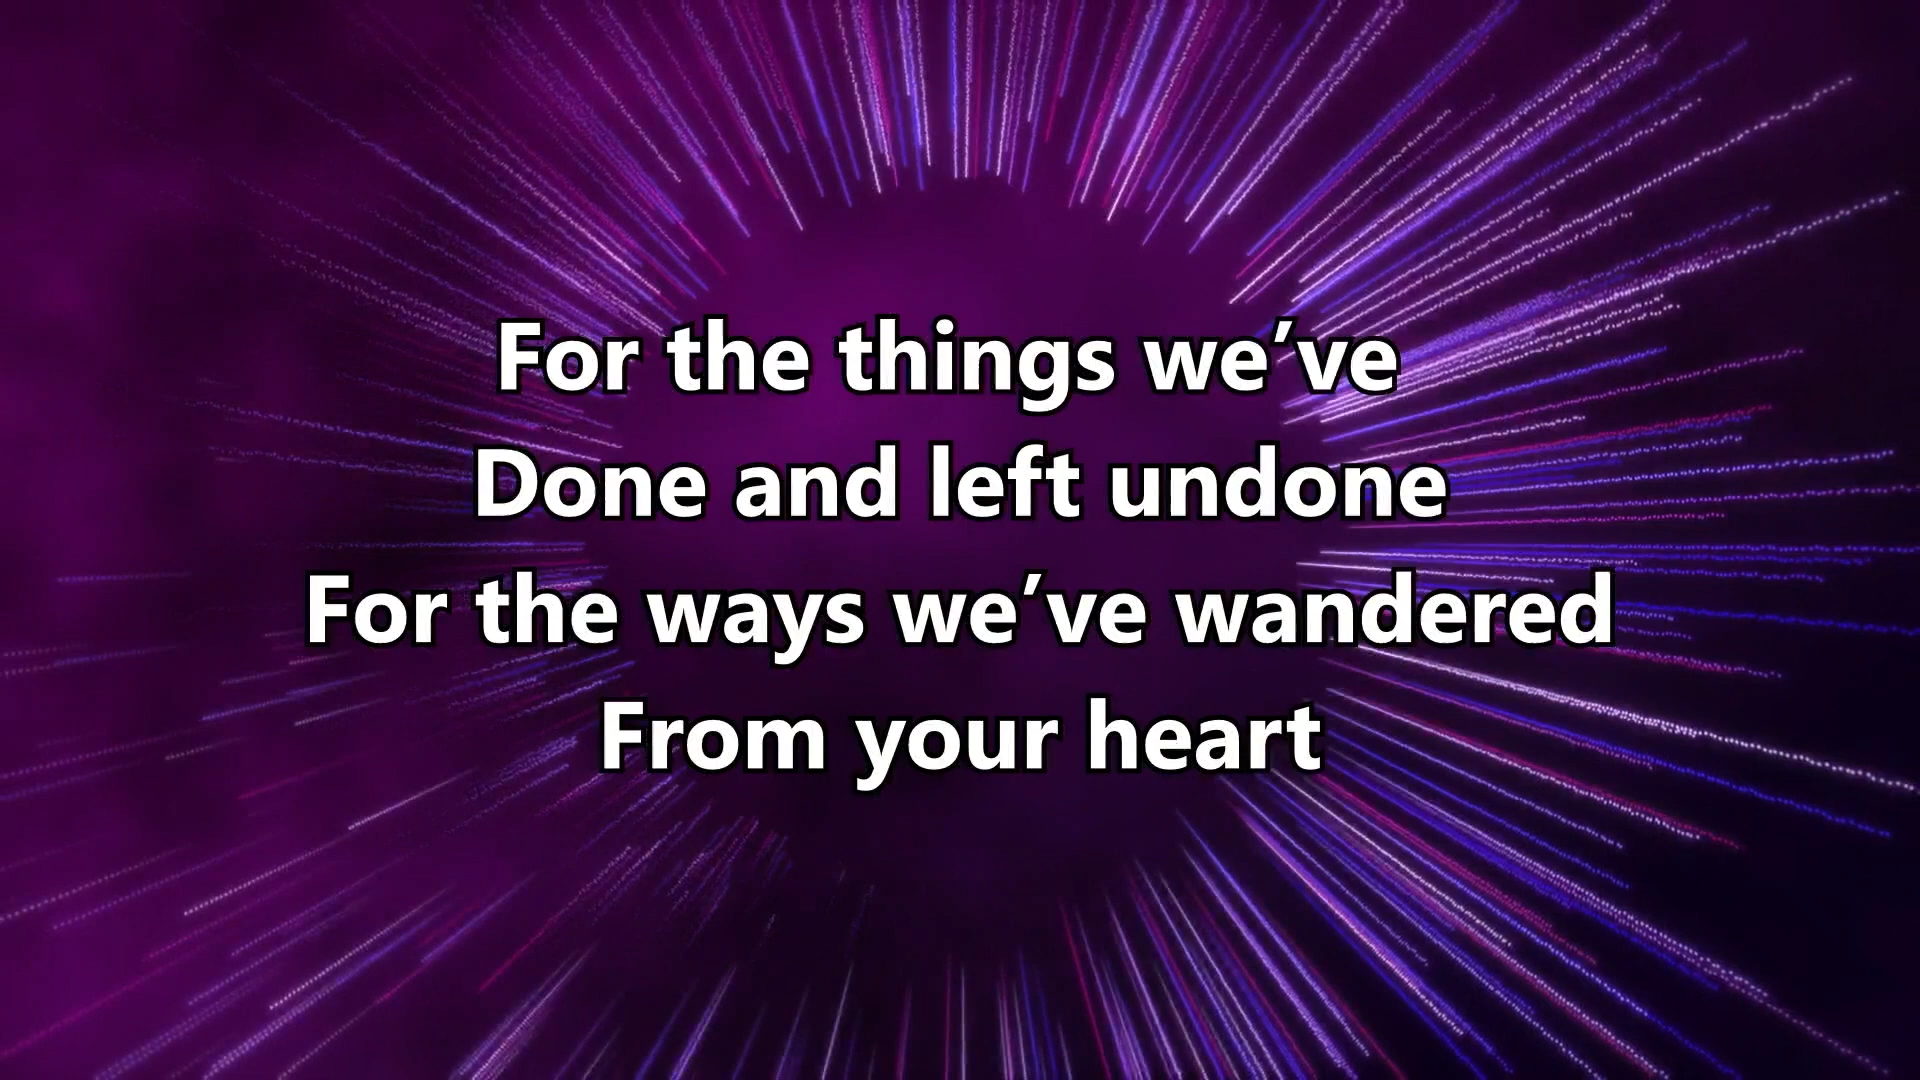 For the things we’ve
Done and left undone
For the ways we’ve wandered
From your heart